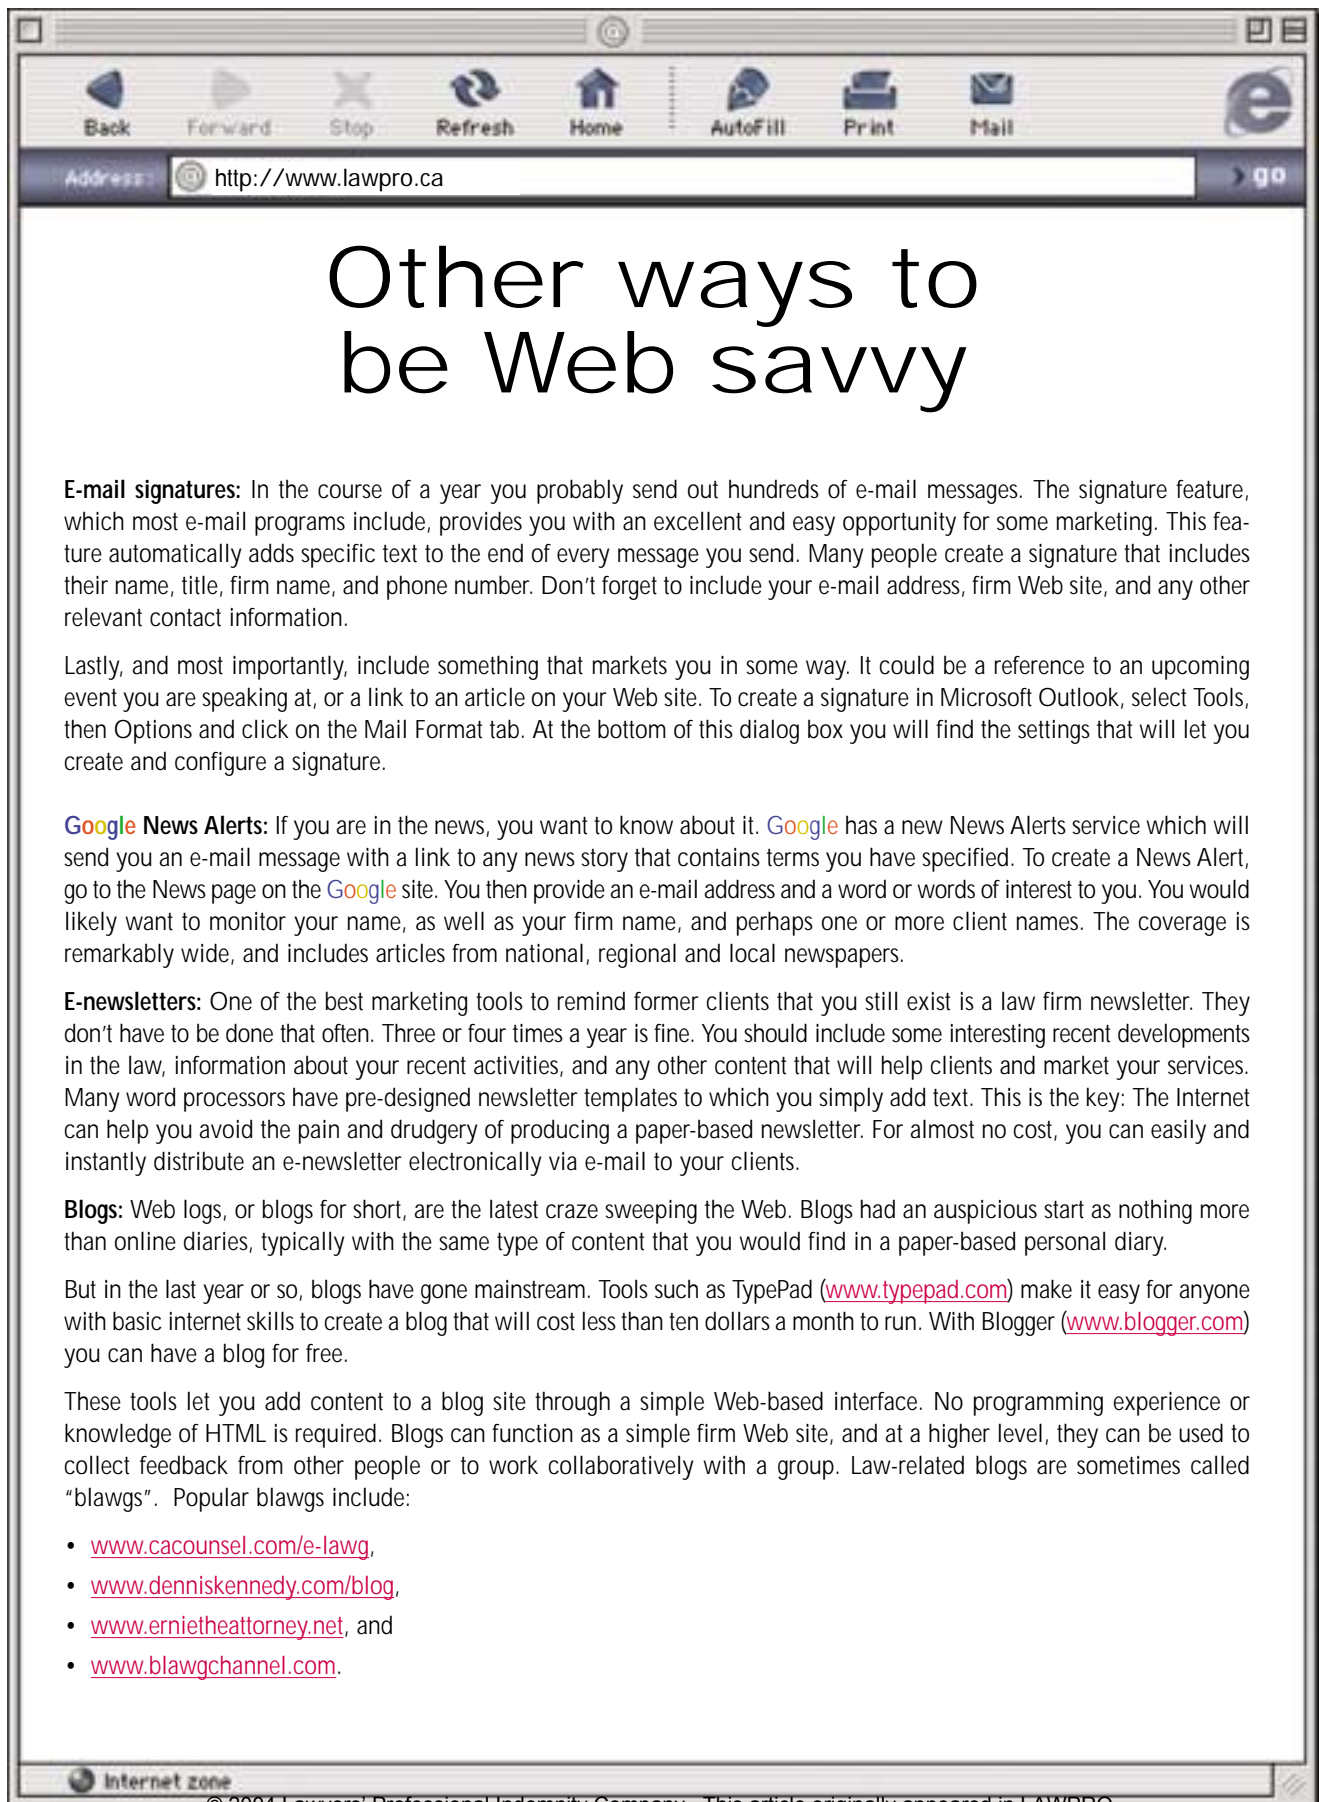 Back Forward Stop Refresh Home AutoFill Print Mail
Address: http://www.lawpro.ca go
Other ways to
be Web savvy
E-mail signatures: In the course of a year you probably send out hundreds of e-mail messages. The signature feature,
which most e-mail programs include, provides you with an excellent and easy opportunity for some marketing. This fea-
ture automatically adds specific text to the end of every message you send. Many people create a signature that includes
their name, title, firm name, and phone number. Don't forget to include your e-mail address, firm Web site, and any other
relevant contact information.
Lastly, and most importantly, include something that markets you in some way. It could be a reference to an upcoming
event you are speaking at, or a link to an article on your Web site. To create a signature in Microsoft Outlook, select Tools,
then Options and click on the Mail Format tab. At the bottom of this dialog box you will find the settings that will let you
create and configure a signature.
Google News Alerts: If you are in the news, you want to know about it. Google has a new News Alerts service which will
send you an e-mail message with a link to any news story that contains terms you have specified. To create a News Alert,
go to the News page on the Google site. You then provide an e-mail address and a word or words of interest to you. You would
likely want to monitor your name, as well as your firm name, and perhaps one or more client names. The coverage is
remarkably wide, and includes articles from national, regional and local newspapers.
E-newsletters: One of the best marketing tools to remind former clients that you still exist is a law firm newsletter. They
don't have to be done that often. Three or four times a year is fine. You should include some interesting recent developments
in the law, information about your recent activities, and any other content that will help clients and market your services.
Many word processors have pre-designed newsletter templates to which you simply add text. This is the key: The Internet
can help you avoid the pain and drudgery of producing a paper-based newsletter. For almost no cost, you can easily and
instantly distribute an e-newsletter electronically via e-mail to your clients.
Blogs: Web logs, or blogs for short, are the latest craze sweeping the Web. Blogs had an auspicious start as nothing more
than online diaries, typically with the same type of content that you would find in a paper-based personal diary.
But in the last year or so, blogs have gone mainstream. Tools such as TypePad (www.typepad.com) make it easy for anyone
with basic internet skills to create a blog that will cost less than ten dollars a month to run. With Blogger (www.blogger.com)
you can have a blog for free.
These tools let you add content to a blog site through a simple Web-based interface. No programming experience or
knowledge of HTML is required. Blogs can function as a simple firm Web site, and at a higher level, they can be used to
collect feedback from other people or to work collaboratively with a group. Law-related blogs are sometimes called
“blawgs”. Popular blawgs include:
• www.cacounsel.com/e-lawg,
• www.denniskennedy.com/blog,
• www.ernietheattorney.net, and
• www.blawgchannel.com.
Internet zone
© 2004 Lawyers' Professional Indemnity Company. This article originally appeared in LAWPRO